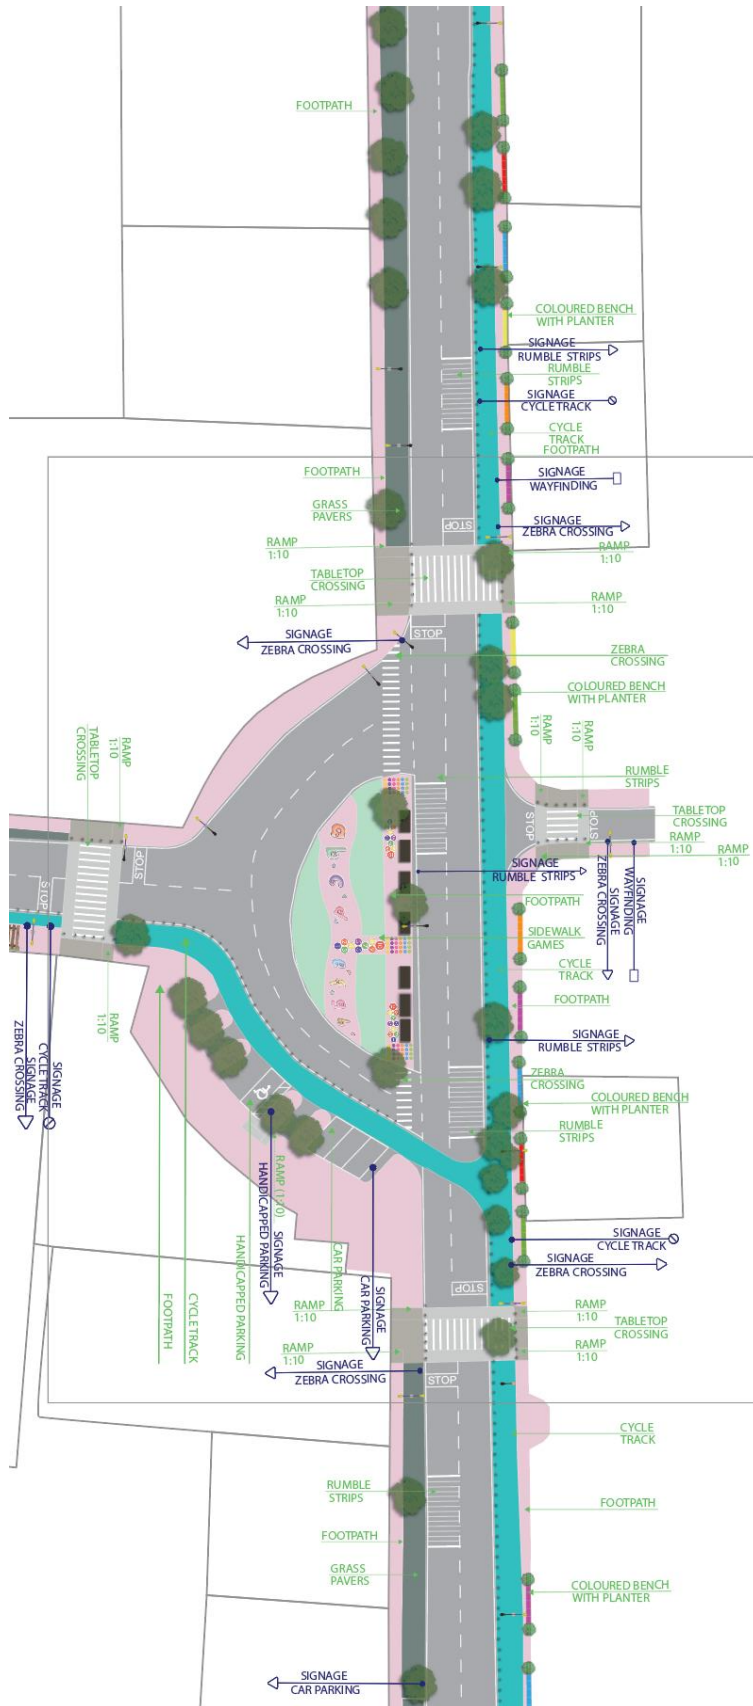 FOOTPATH
COLOURED BENCH
WITH PLANTER
SIGNAGE
RUMBLE STRIPS
RUMBLE
STRIPS
SIGNAGE
CYCLE TRACK
CYCLE
TRACK
FOOTPATH
FOOTPATH
SIGNAGE
WAYFINDING
GRASS
PAVERS
STOP
SIGNAGE
ZEBRA CROSSING
RAMP
1:10
RAMP
1:10
TABLETOP
CROSSING
RAMP
1:10
RAMP
1:10
STOP
SIGNAGE
ZEBRA CROSSING
ZEBRA
CROSSING
COLOURED BENCH
WITH PLANTER
TABLETOP
CROSSING
RAMP
1:10
RAMP
1:10
RAMP
1:10
RUMBLE
STRIPS
TABLETOP
CROSSING
STOP
STOP
RAMP
1:10
RAMP
1:10
STOP
STOP
SIGNAGE
RUMBLE STRIPS
SIGNAGE
ZEBRA CROSSING
SIGNAGE
WAYFINDING
FOOTPATH
SIDEWALK
GAMES
CYCLE
TRACK
FOOTPATH
RAMP
1:10
SIGNAGE
RUMBLE STRIPS
SIGNAGE
ZEBRA CROSSING
SIGNAGE
CYCLE TRACK
ZEBRA
CROSSING
COLOURED BENCH
WITH PLANTER
RUMBLE
STRIPS
RAMP (1:10)
SIGNAGE
HANDICAPPED PARKING
HANDICAPPED PARKING
CAR PARKING
SIGNAGE
CAR PARKING
CYCLE TRACK
FOOTPATH
SIGNAGE
CYCLE TRACK
SIGNAGE
ZEBRA CROSSING
STOP
RAMP
1:10
RAMP
1:10
TABLETOP
CROSSING
RAMP
1:10
RAMP
1:10
SIGNAGE
ZEBRA CROSSING
STOP
CYCLE
TRACK
RUMBLE
STRIPS
FOOTPATH
FOOTPATH
GRASS
PAVERS
COLOURED BENCH
WITH PLANTER
SIGNAGE
CAR PARKING